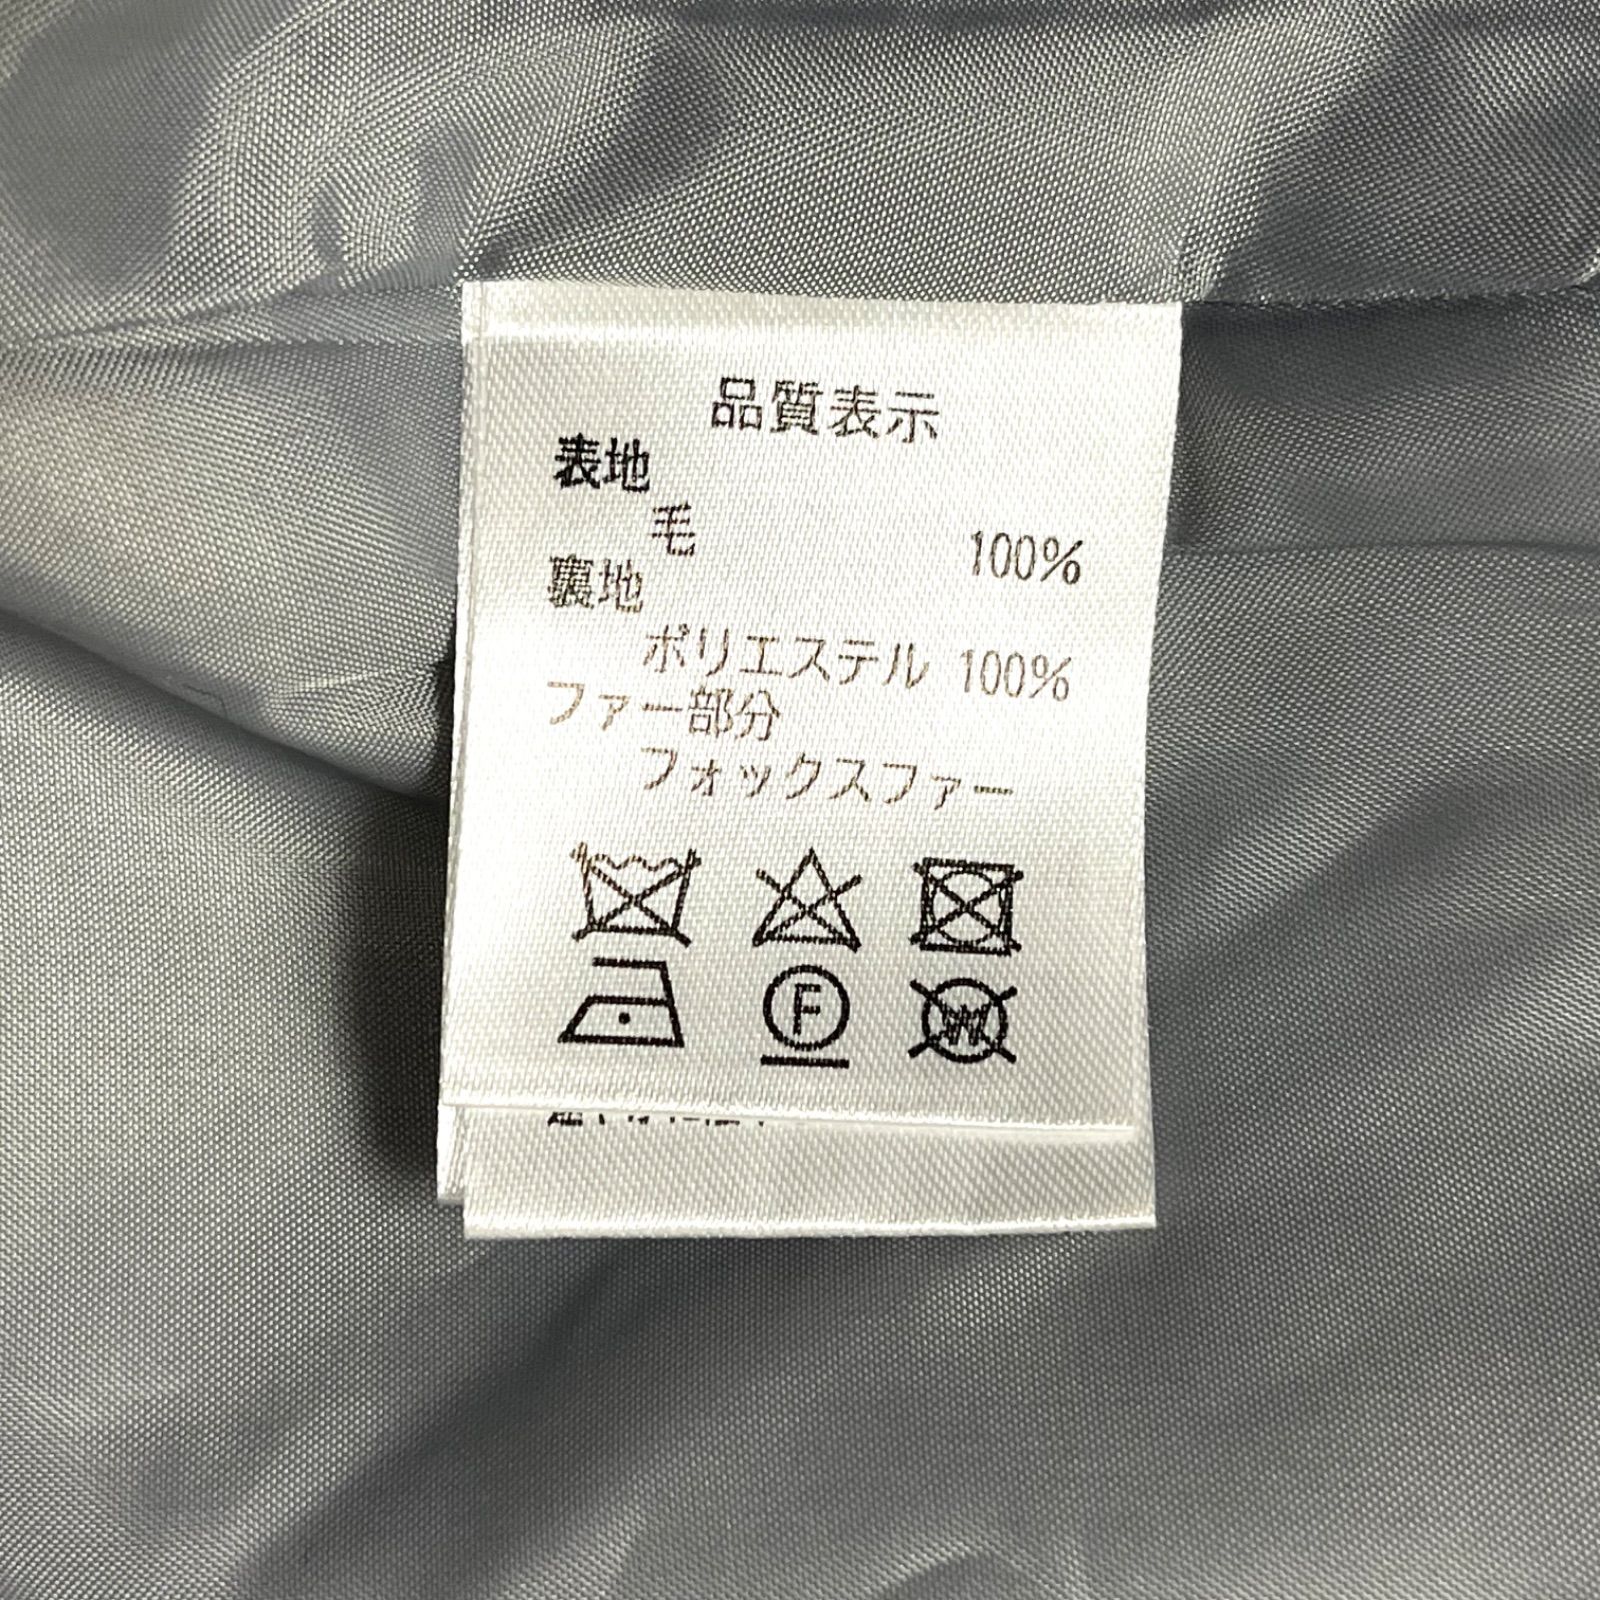 品質表示
表地
毛 100%
裏地
ポリエステル 100%
ファー部分
フォックスファー
F
W